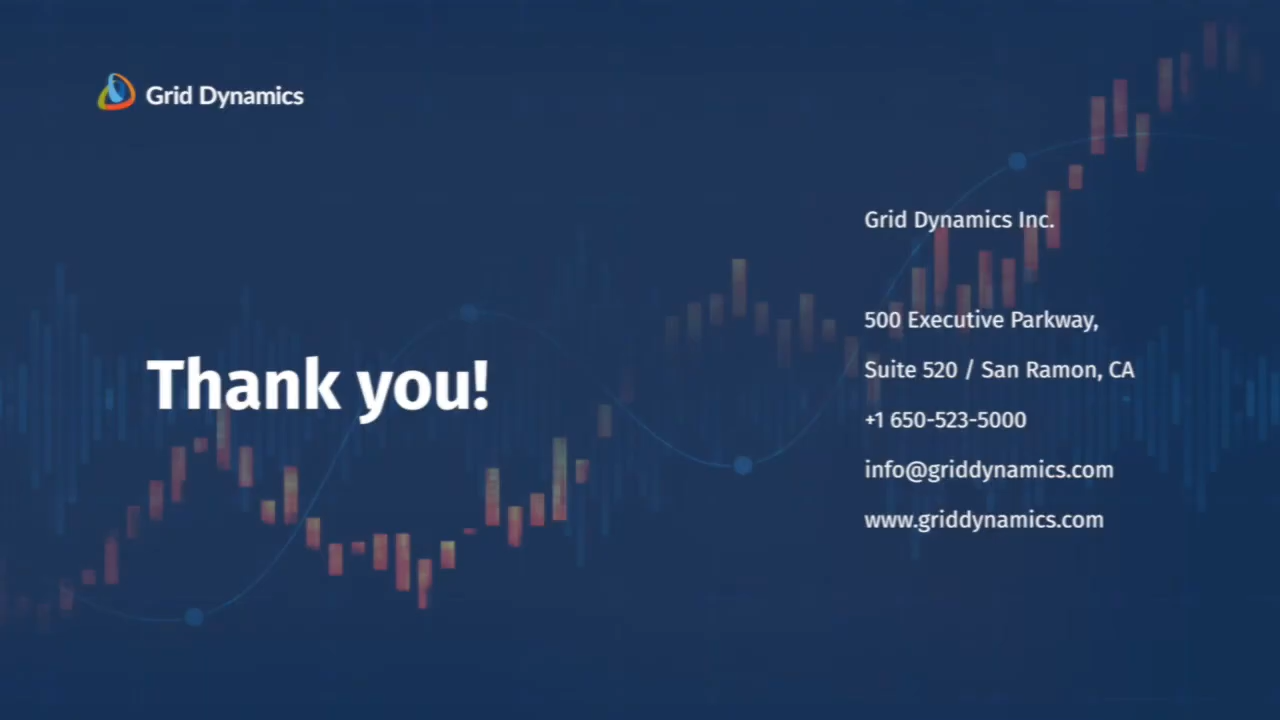 Grid Dynamics
Thank you!
Grid Dynamics Inc.
500 Executive Parkway,
Suite 520 / San Ramon, CA
+1 650-523-5000
info@griddynamics.com
www.griddynamics.com